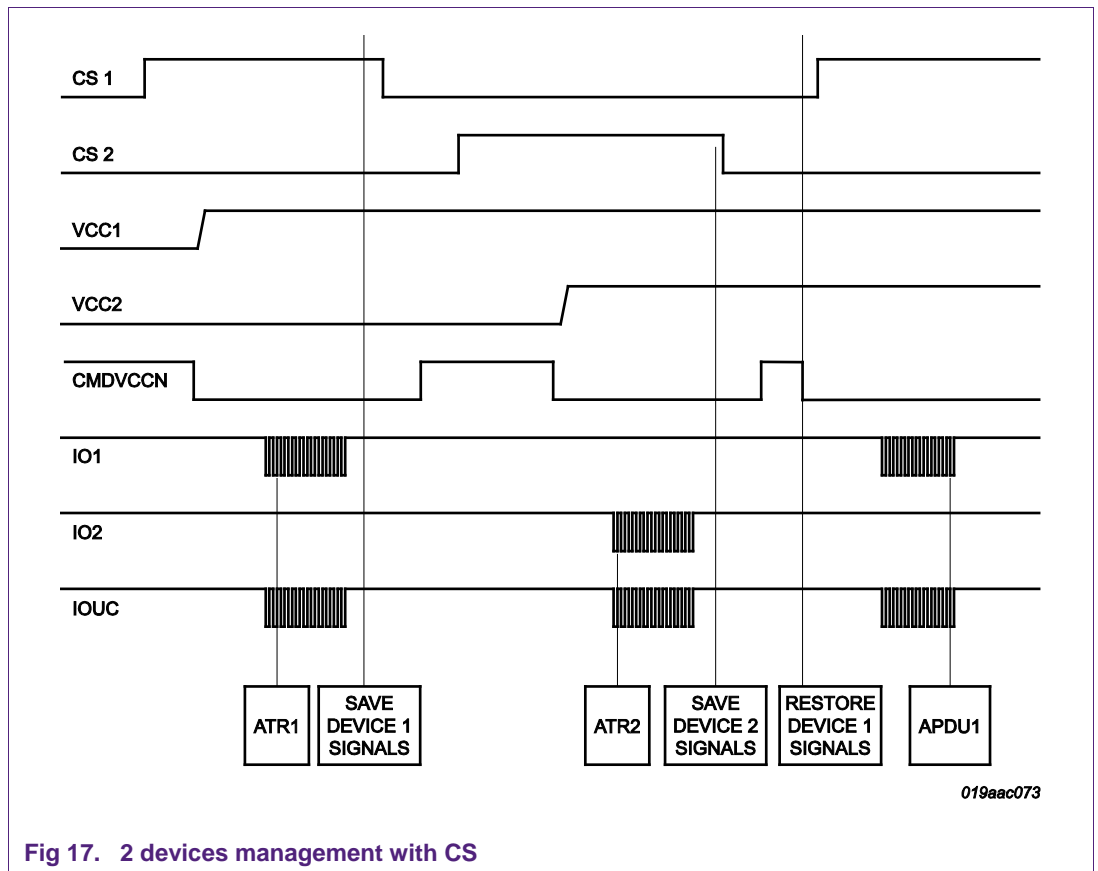 CS 1
CS 2
VCC1
VCC2
CMDVCCN
IO1
IO2
IOUC
ATR1
SAVE
DEVICE 1
SIGNALS
ATR2
SAVE
DEVICE 2
SIGNALS
RESTORE
DEVICE 1
SIGNALS
APDU1
019aac073
Fig 17. 2 devices management with CS